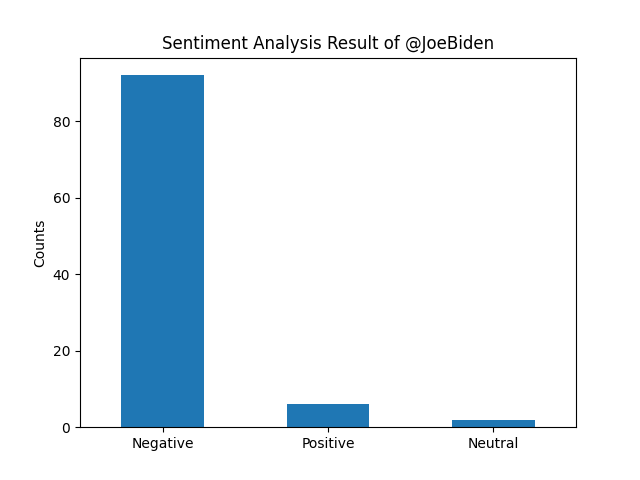 Sentiment Analysis Result of @JoeBiden
Counts
80
60
40
20
0
Negative
Positive
Neutral